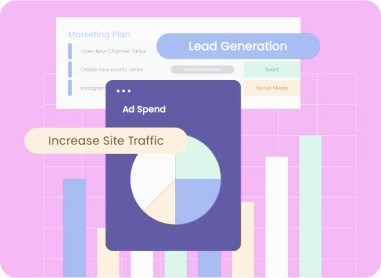 Marketing Plan
Lead Generation
Open New Channel: Tiktok
Create new events series
Event
Instagram
Social Media
Ad Spend
Increase Site Traffic